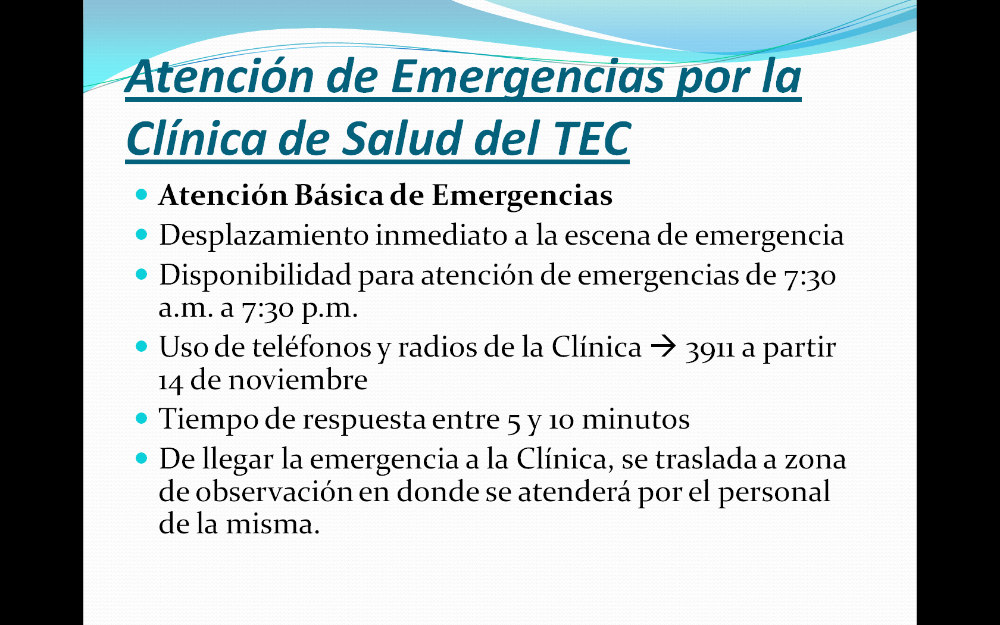 Atención de Emergencias por la
Clínica de Salud del TEC
Atención Básica de Emergencias
Desplazamiento inmediato a la escena de emergencia
Disponibilidad para atención de emergencias de 7:30
a.m. a 7:30 p.m.
Uso de teléfonos y radios de la Clínica → 3911 a partir
14 de noviembre
Tiempo de respuesta entre 5 y 10 minutos
De llegar la emergencia a la Clínica, se traslada a zona
de observación en donde se atenderá por el personal
de la misma.